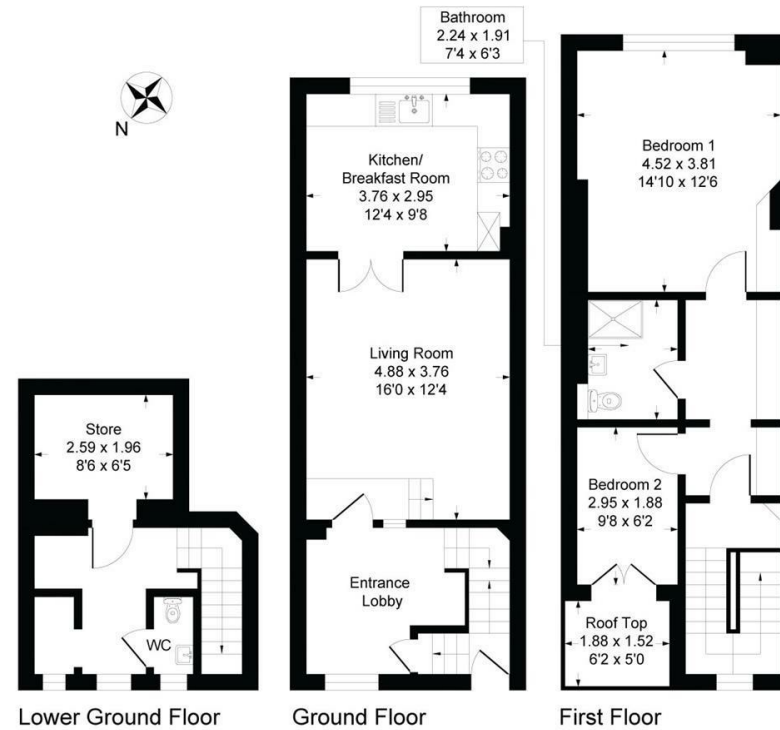 Bathroom
2.24 x 1.91
7'4 x 6'3
N
Kitchen/
Breakfast Room
3.76 x 2.95
12'4 x 9'8
Bedroom 1
4.52 x 3.81
14'10 x 12'6
Living Room
4.88 x 3.76
16'0 x 12'4
Store
2.59 x 1.96
8'6 x 6'5
Bedroom 2
2.95 x 1.88
9'8 x 6'2
Entrance
Lobby
WC
Roof Top
1.88 x 1.52
6'2 x 5'0
Lower Ground Floor
Ground Floor
First Floor